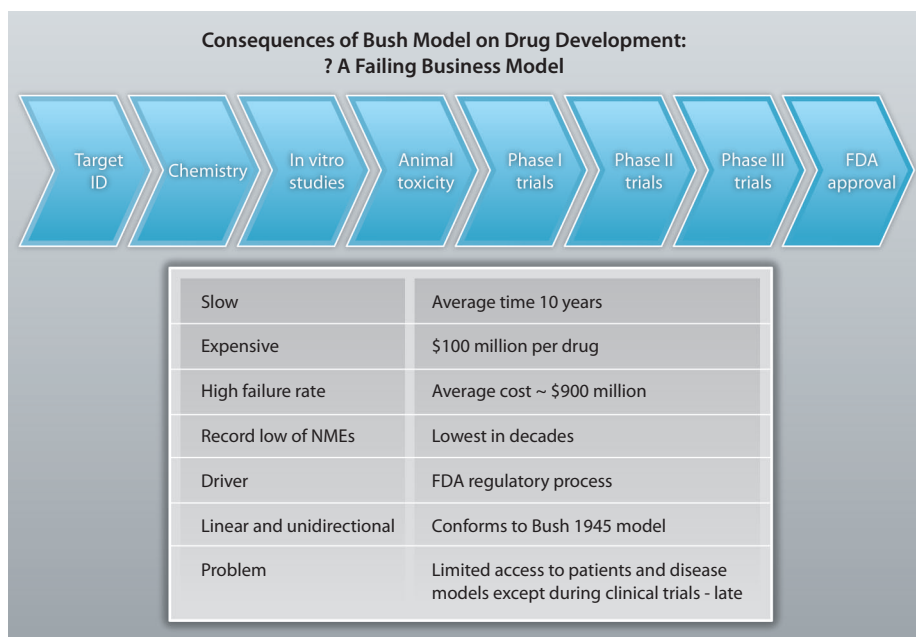 Consequences of Bush Model on Drug Development:
? A Failing Business Model
Target
ID
Chemistry
In vitro
studies
Animal
toxicity
Phase I
trials
Phase II
trials
Phase III
trials
FDA
approval
Slow
Average time 10 years
Expensive
$100 million per drug
High failure rate
Average cost ~ $900 million
Record low of NMEs
Lowest in decades
Driver
FDA regulatory process
Linear and unidirectional
Conforms to Bush 1945 model
Problem
Limited access to patients and disease
models except during clinical trials - late